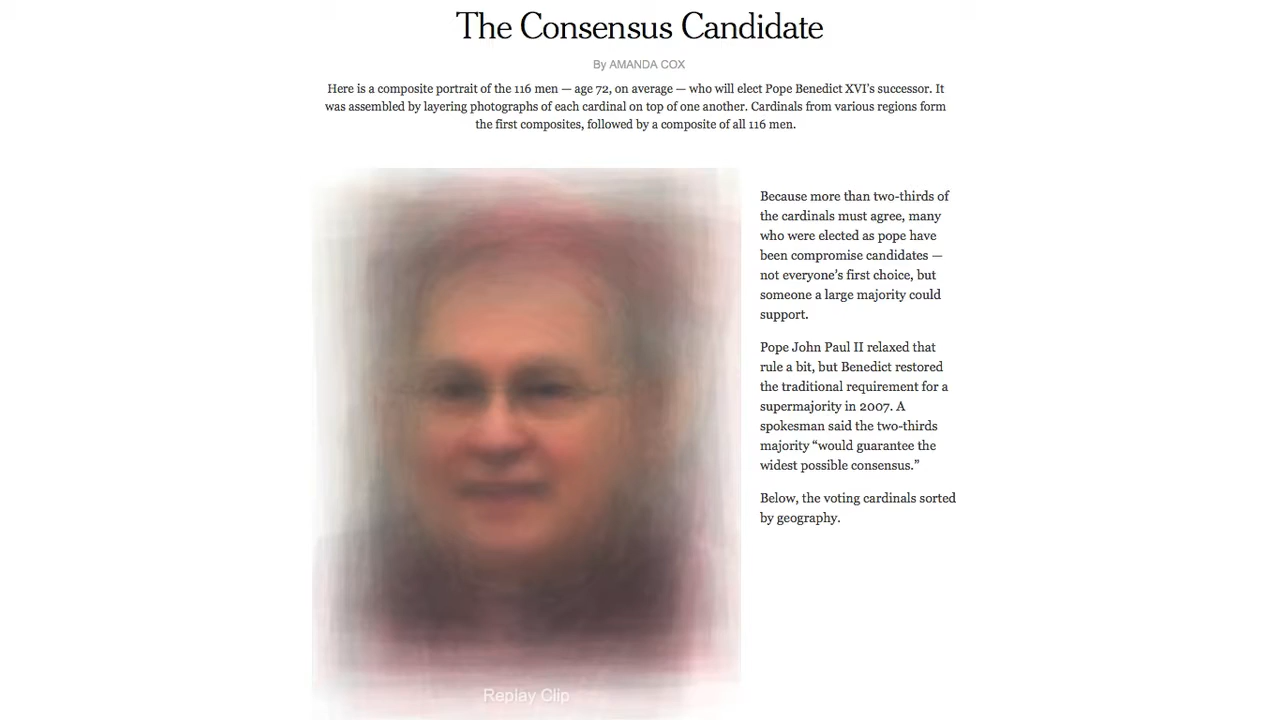 The Consensus Candidate
By AMANDA COX
Here is a composite portrait of the 116 men — age 72, on average — who will elect Pope Benedict XVI's successor. It
was assembled by layering photographs of each cardinal on top of one another. Cardinals from various regions form
the first composites, followed by a composite of all 116 men.
Because more than two-thirds of
the cardinals must agree, many
who were elected as pope have
been compromise candidates —
not everyone's first choice, but
someone a large majority could
support.
Pope John Paul II relaxed that
rule a bit, but Benedict restored
the traditional requirement for a
supermajority in 2007. A
spokesman said the two-thirds
majority “would guarantee the
widest possible consensus.”
Below, the voting cardinals sorted
by geography.
Replay Clip